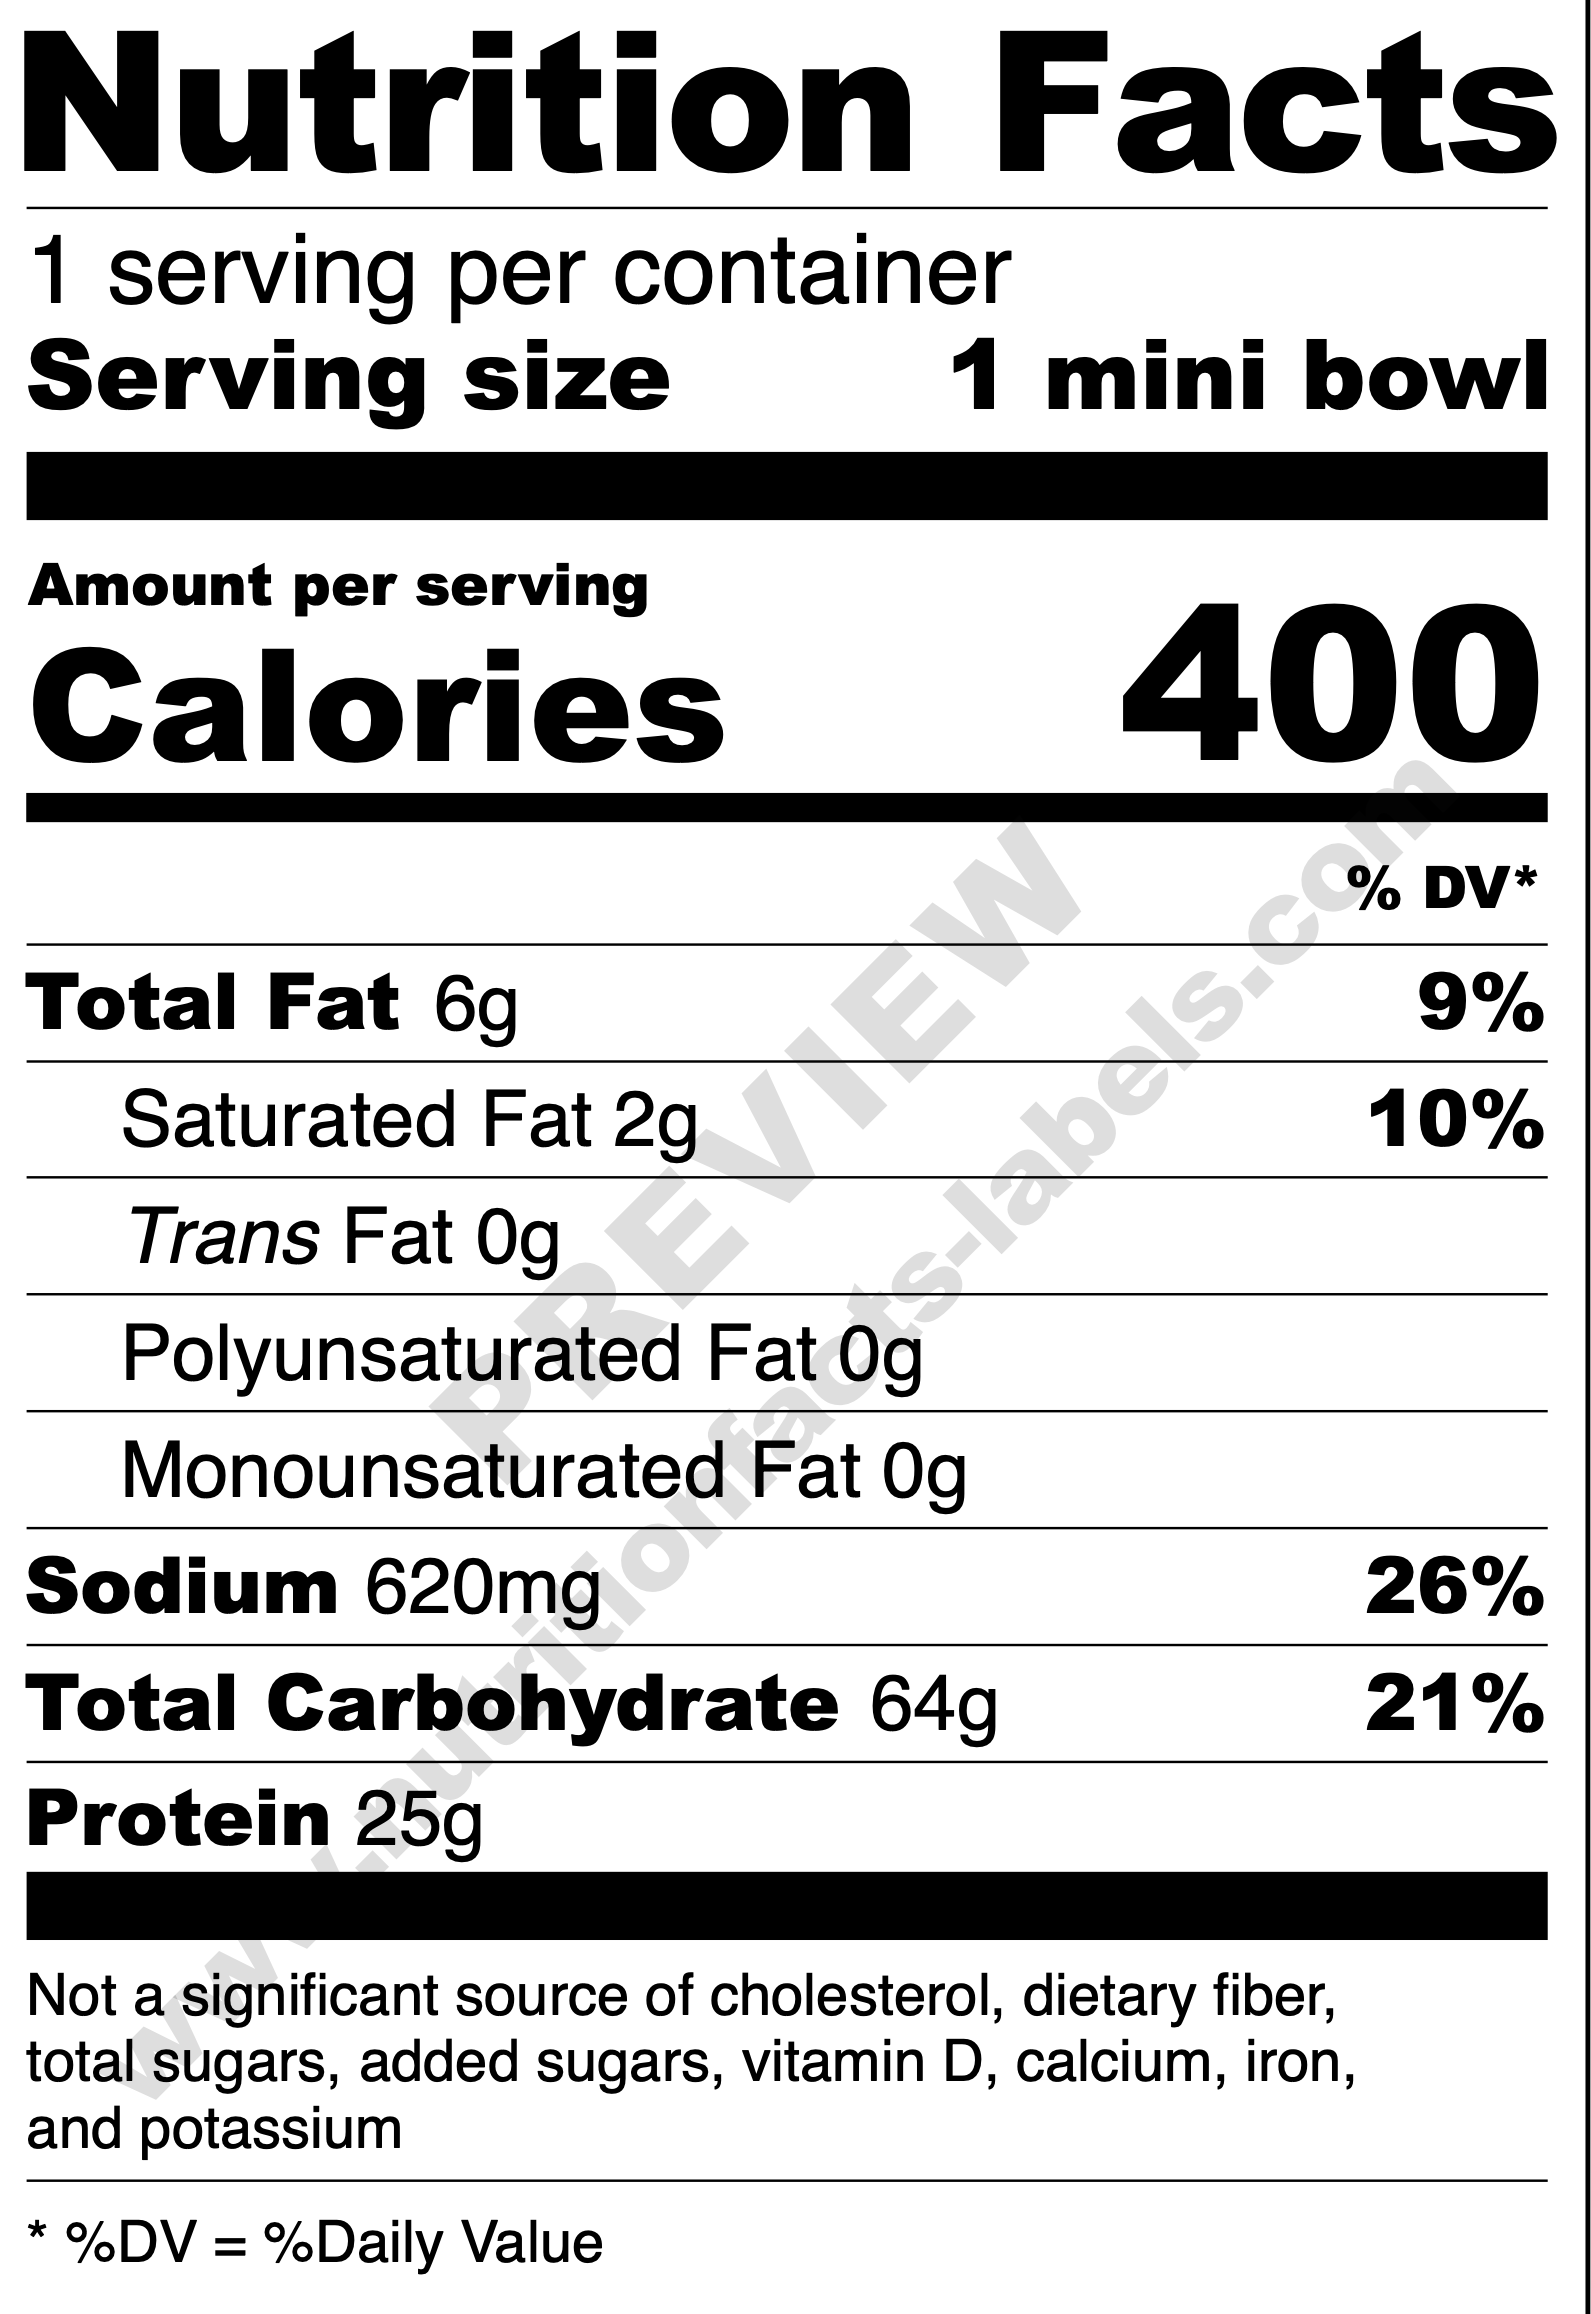 Nutrition Facts
1 serving per container
Serving size 1 mini bowl
Amount per serving
Calories 400
% DV*
Total Fat 6g 9%
Saturated Fat 2g 10%
Trans Fat 0g
Polyunsaturated Fat 0g
Monounsaturated Fat 0g
Sodium 620mg 26%
Total Carbohydrate 64g 21%
Protein 25g
Not a significant source of cholesterol, dietary fiber,
total sugars, added sugars, vitamin D, calcium, iron,
and potassium
* %DV = %Daily Value
PREVIEW
www.nutritionfacts-labels.com